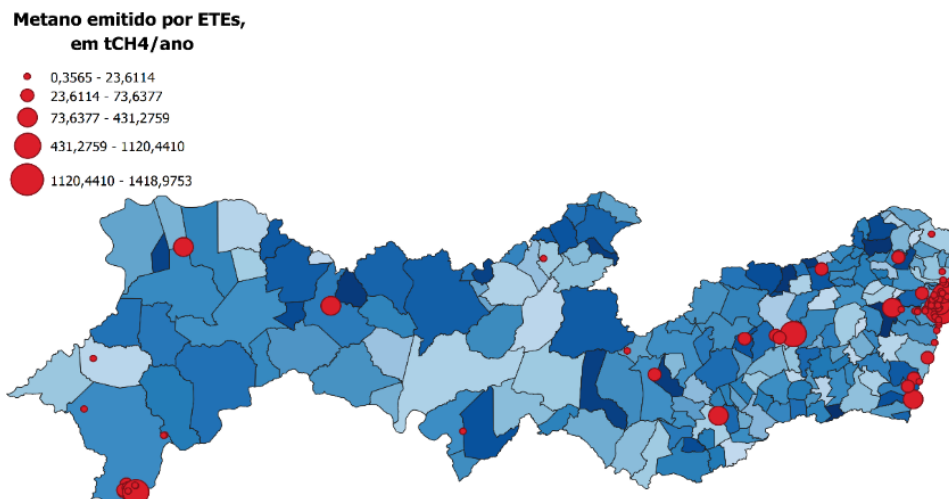 Metano emitido por ETEs,
em tCH4/ano
0,3565 - 23,6114
23,6114 - 73,6377
73,6377 - 431,2759
431,2759 - 1120,4410
1120,4410 - 1418,9753